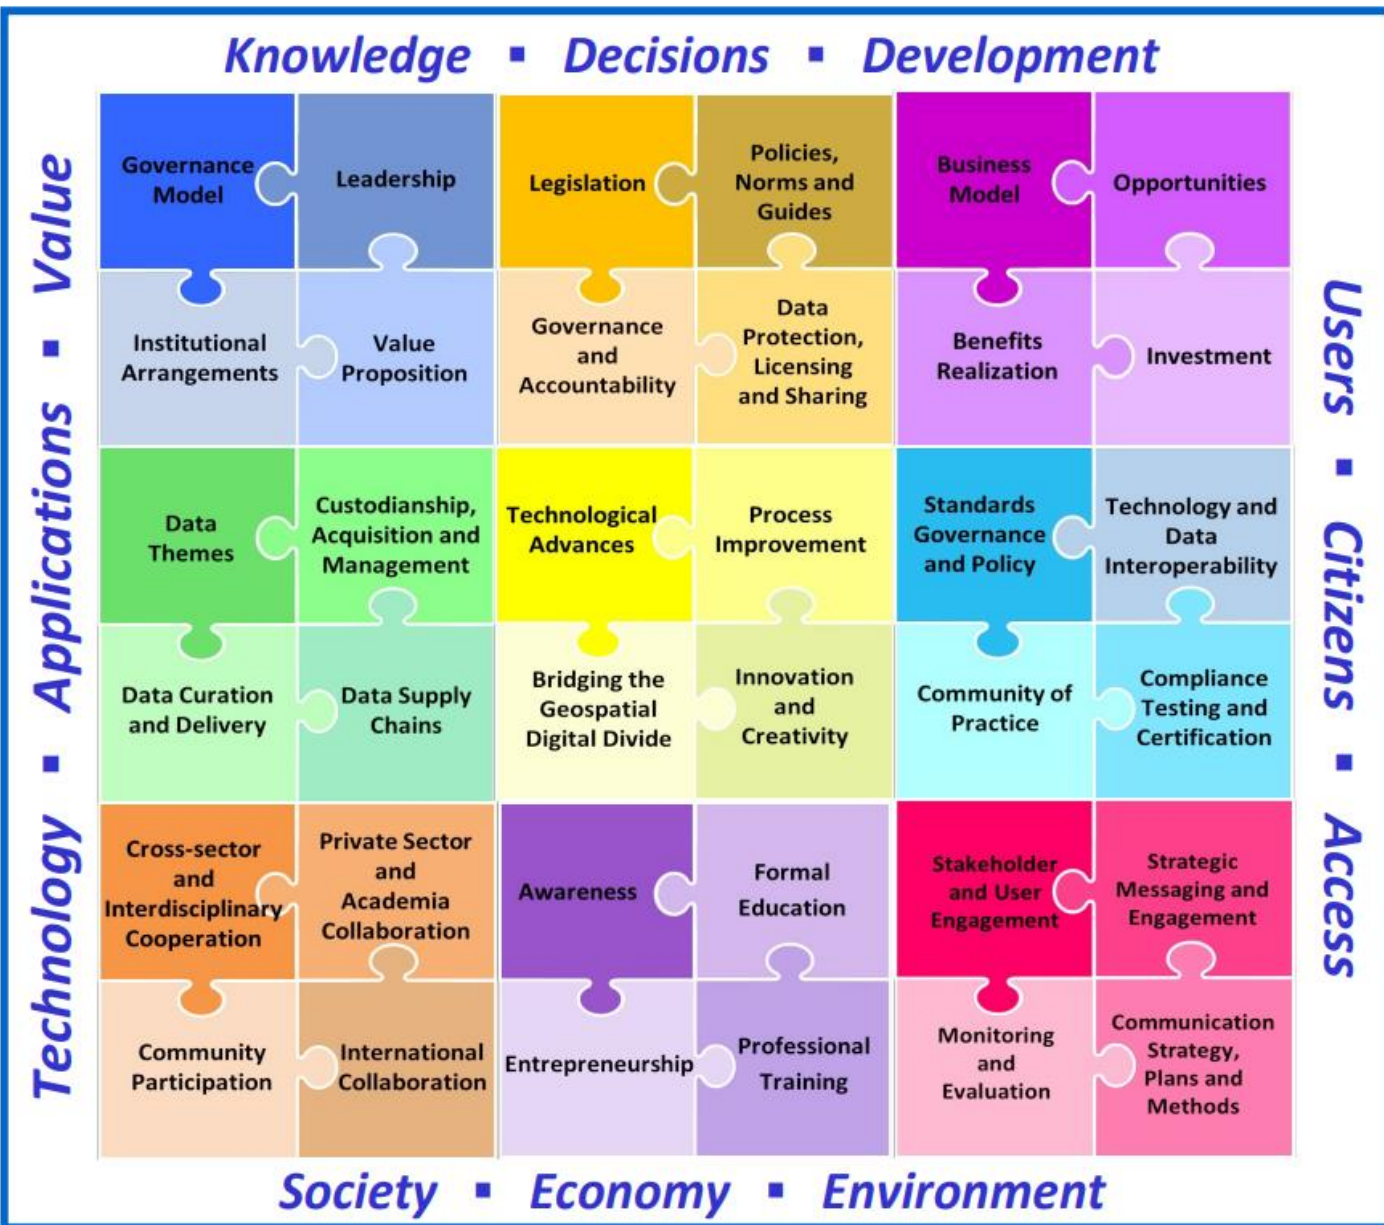 Knowledge ▪ Decisions ▪ Development
Technology ▪ Applications ▪ Value
Governance
Model
Leadership
Legislation
Policies,
Norms and
Guides
Business
Model
Opportunities
Institutional
Arrangements
Value
Proposition
Governance
and
Accountability
Data
Protection,
Licensing
and Sharing
Benefits
Realization
Investment
Data
Themes
Custodianship,
Acquisition and
Management
Technological
Advances
Process
Improvement
Standards
Governance
and Policy
Technology and
Data
Interoperability
Data Curation
and Delivery
Data Supply
Chains
Bridging the
Geospatial
Digital Divide
Innovation
and
Creativity
Community of
Practice
Compliance
Testing and
Certification
Cross-sector
and
Interdisciplinary
Cooperation
Private Sector
and
Academia
Collaboration
Awareness
Formal
Education
Stakeholder
and User
Engagement
Strategic
Messaging and
Engagement
Community
Participation
International
Collaboration
Entrepreneurship
Professional
Training
Monitoring
and
Evaluation
Communication
Strategy,
Plans and
Methods
Users ▪ Citizens ▪ Access
Society ▪ Economy ▪ Environment